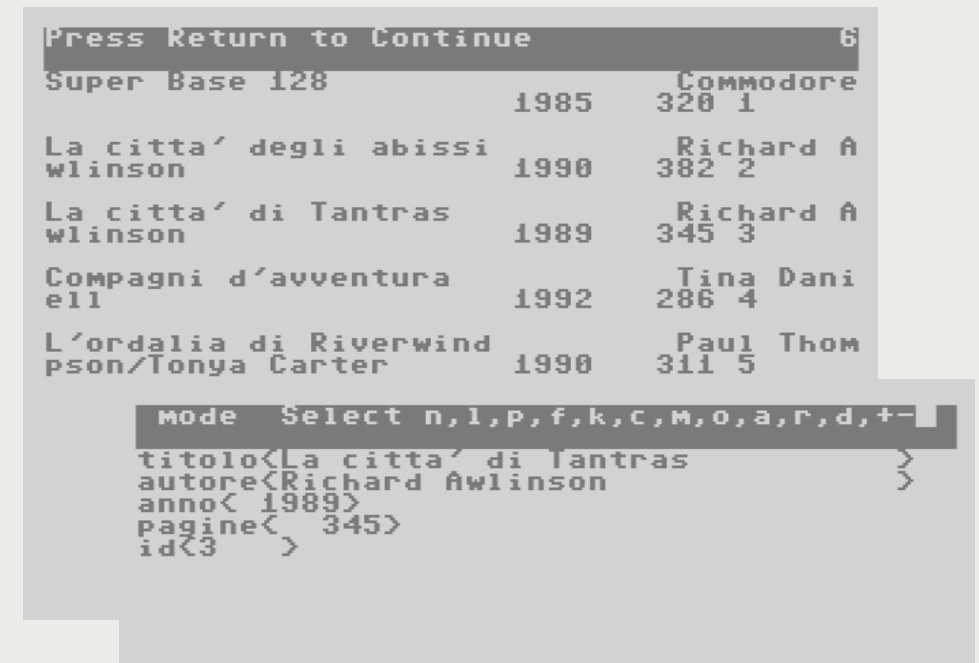 Press Return to Continue 6
Super Base 128 Commodore
1985 320 1
La citta' degli abissi Richard A
wlinson 1990 382 2
La citta' di Tantras Richard A
wlinson 1989 345 3
Compagni d'avventura Tina Dani
ell 1992 286 4
L'ordalia di Riverwind Paul Thom
pson/Tonya Carter 1990 311 5
mode Select n,l,p,f,k,c,m,o,a,r,d,+-
titolo<La citta' di Tantras >
autore<Richard Awlinson >
anno< 1989>
pagine< 345>
id<3 >